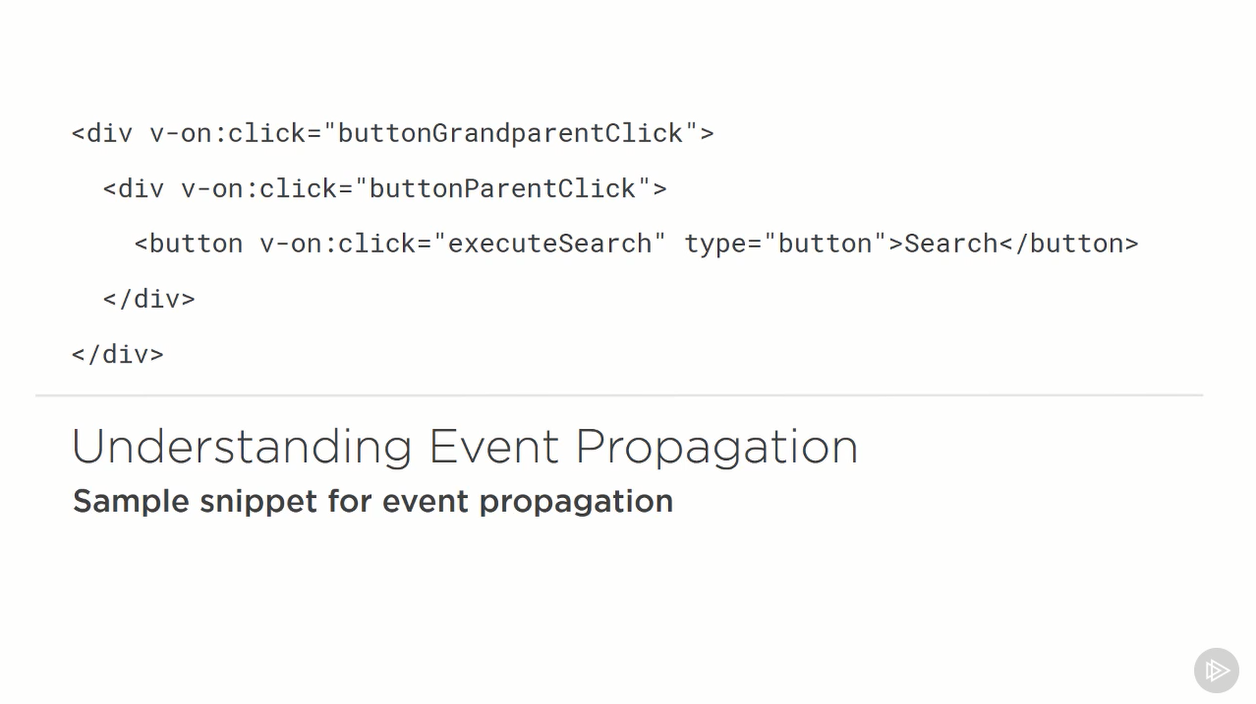 <div v-on:click="buttonGrandparentClick">
<div v-on:click="buttonParentClick">
<button v-on:click="executeSearch" type="button">Search</button>
</div>
</div>
Understanding Event Propagation
Sample snippet for event propagation